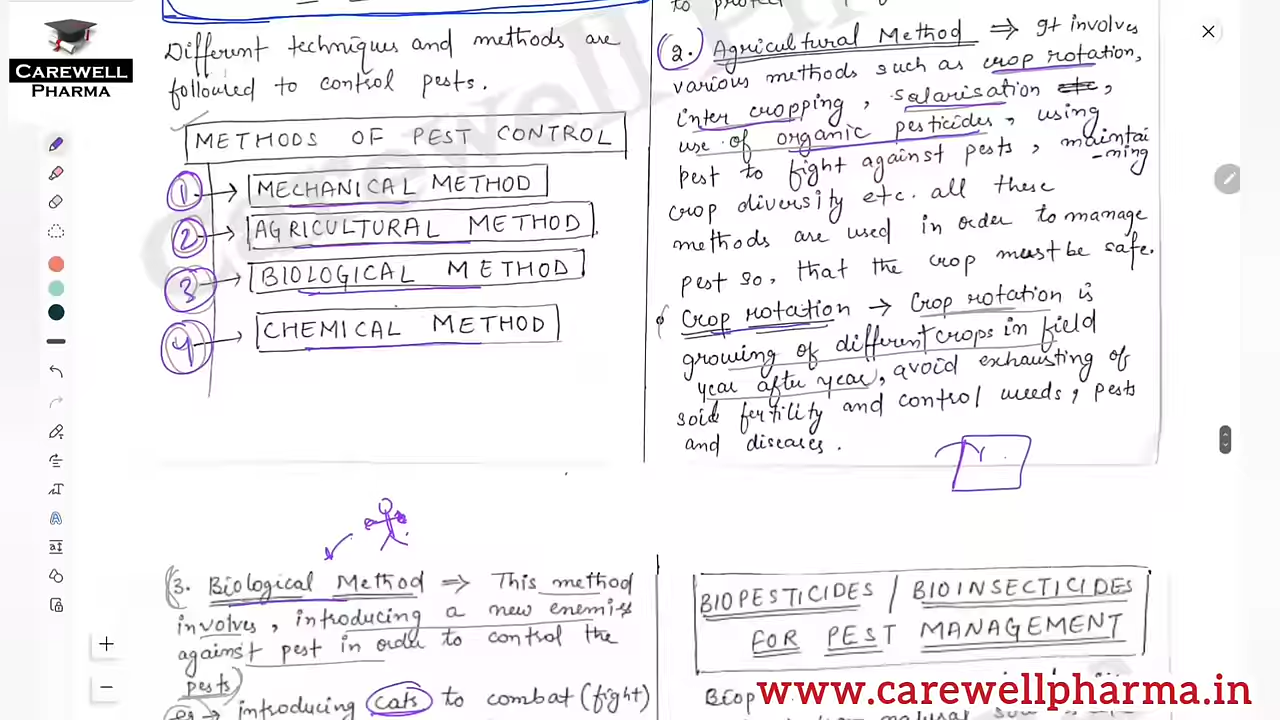 CAREWELL
PHARMA
Different techniques and methods are
followed to control pests.
METHODS OF PEST CONTROL
1 → MECHANICAL METHOD
2 → AGRICULTURAL METHOD
3 → BIOLOGICAL METHOD
4 → CHEMICAL METHOD
2. Agricultural Method ⇒ It involves
various methods such as crop rotation,
inter cropping, salarisation etc,
use of organic pesticides, using
pest to fight against pests, maintai
-ning
crop diversity etc. all these
methods are used in order to manage
pest so, that the crop must be safe.
Crop rotation → Crop rotation is
growing of different crops in field
year after year, avoid exhausting of
soid fertility and control weeds, pests
and diseases.
3. Biological Method ⇒ This method
involves, introducing a new enemies
against pest in order to control the
pests)
eg → introducing cats to combat (fight)
BIOPESTICIDES / BIOINSECTICIDES
FOR PEST MANAGEMENT
www.carewellpharma.in